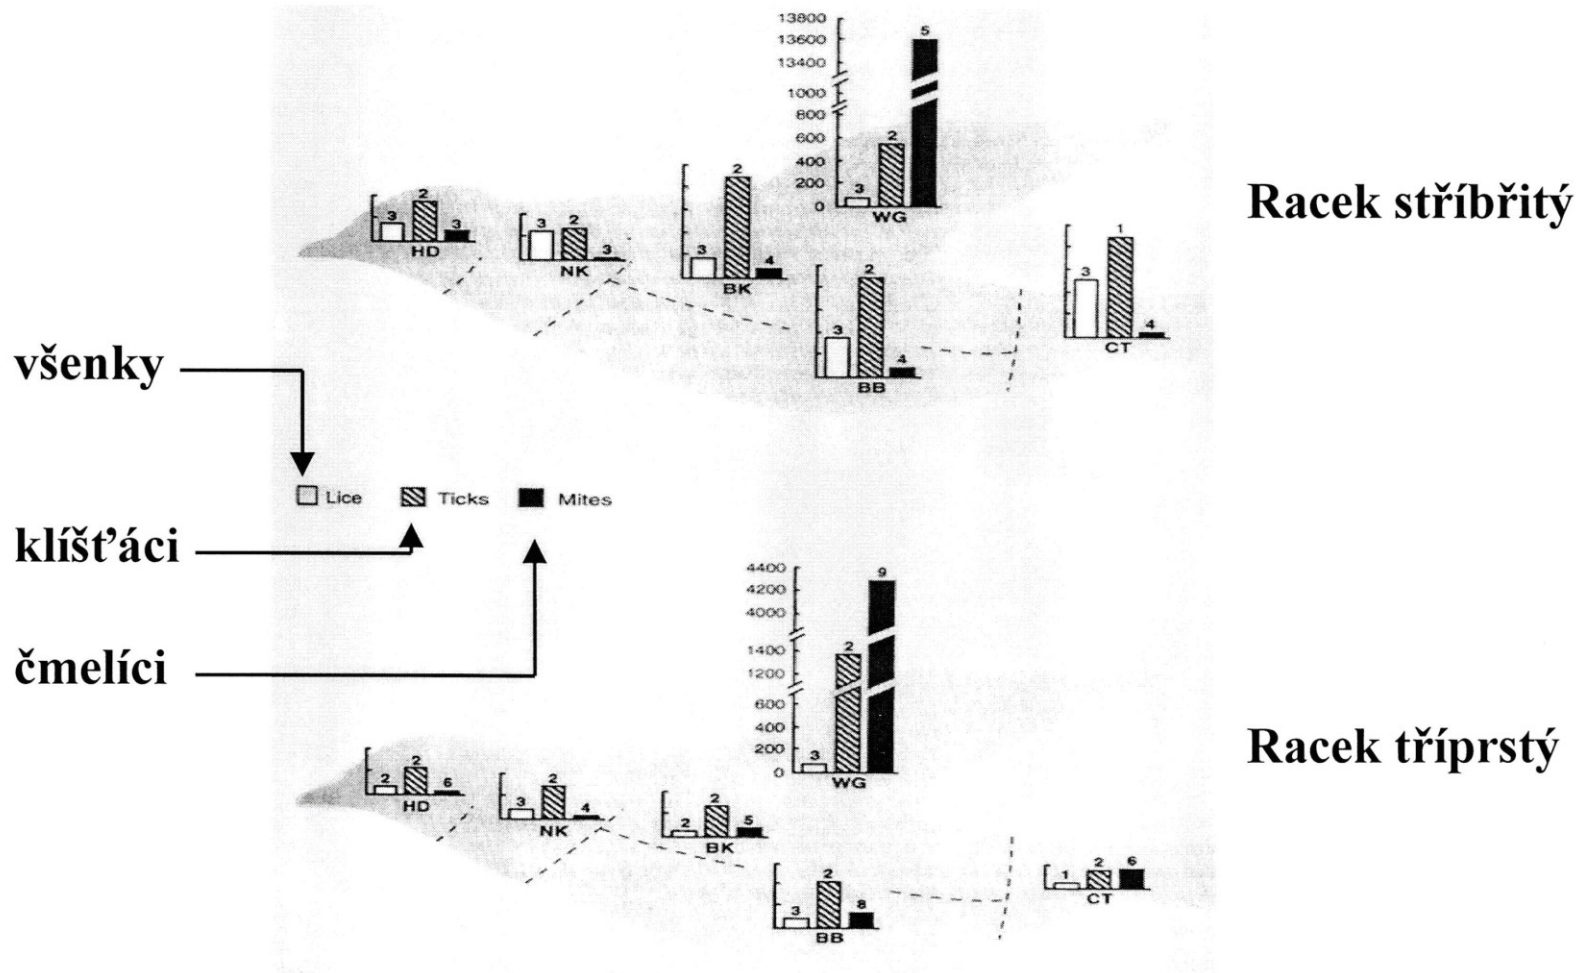 13800
13600
13400
1000
800
600
400
200
0
5
2
3
WG
Racek stříbřitý
3
2
3
HD
3
2
3
NK
3
2
4
BK
3
2
4
BB
3
1
4
CT
všenky
Lice
Ticks
Mites
klíšťáci
čmelíci
4400
4200
4000
1400
1200
600
400
200
0
9
2
3
WG
Racek tříprstý
2
2
6
HD
3
2
4
NK
2
2
5
BK
3
2
8
BB
1
2
6
CT